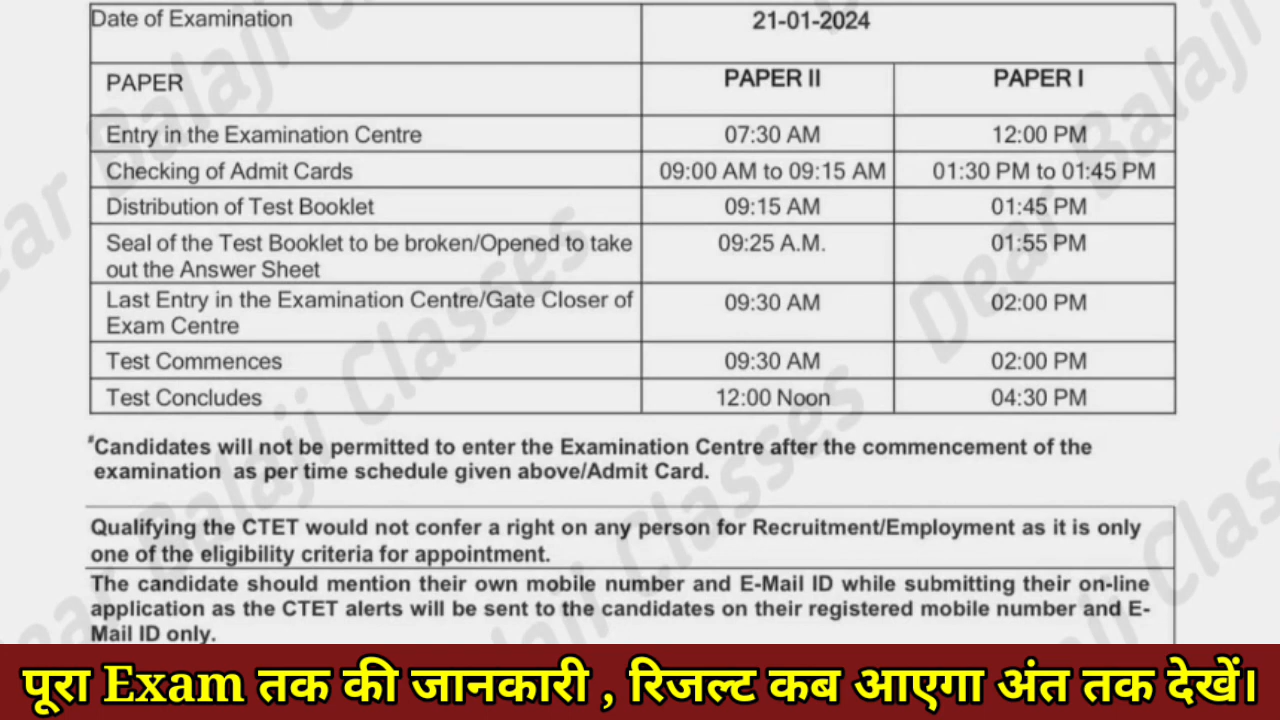 Date of Examination 21-01-2024
PAPER PAPER II PAPER I
Entry in the Examination Centre 07:30 AM 12:00 PM
Checking of Admit Cards 09:00 AM to 09:15 AM 01:30 PM to 01:45 PM
Distribution of Test Booklet 09:15 AM 01:45 PM
Seal of the Test Booklet to be broken/Opened to take 09:25 A.M. 01:55 PM
out the Answer Sheet
Last Entry in the Examination Centre/Gate Closer of 09:30 AM 02:00 PM
Exam Centre
Test Commences 09:30 AM 02:00 PM
Test Concludes 12:00 Noon 04:30 PM
#Candidates will not be permitted to enter the Examination Centre after the commencement of the
examination as per time schedule given above/Admit Card.
Qualifying the CTET would not confer a right on any person for Recruitment/Employment as it is only
one of the eligibility criteria for appointment.
The candidate should mention their own mobile number and E-Mail ID while submitting their on-line
application as the CTET alerts will be sent to the candidates on their registered mobile number and E-
Mail ID only.
पूरा Exam तक की जानकारी , रिजल्ट कब आएगा अंत तक देखें।
Dear Balaji Classes
Dear Balaji Classes